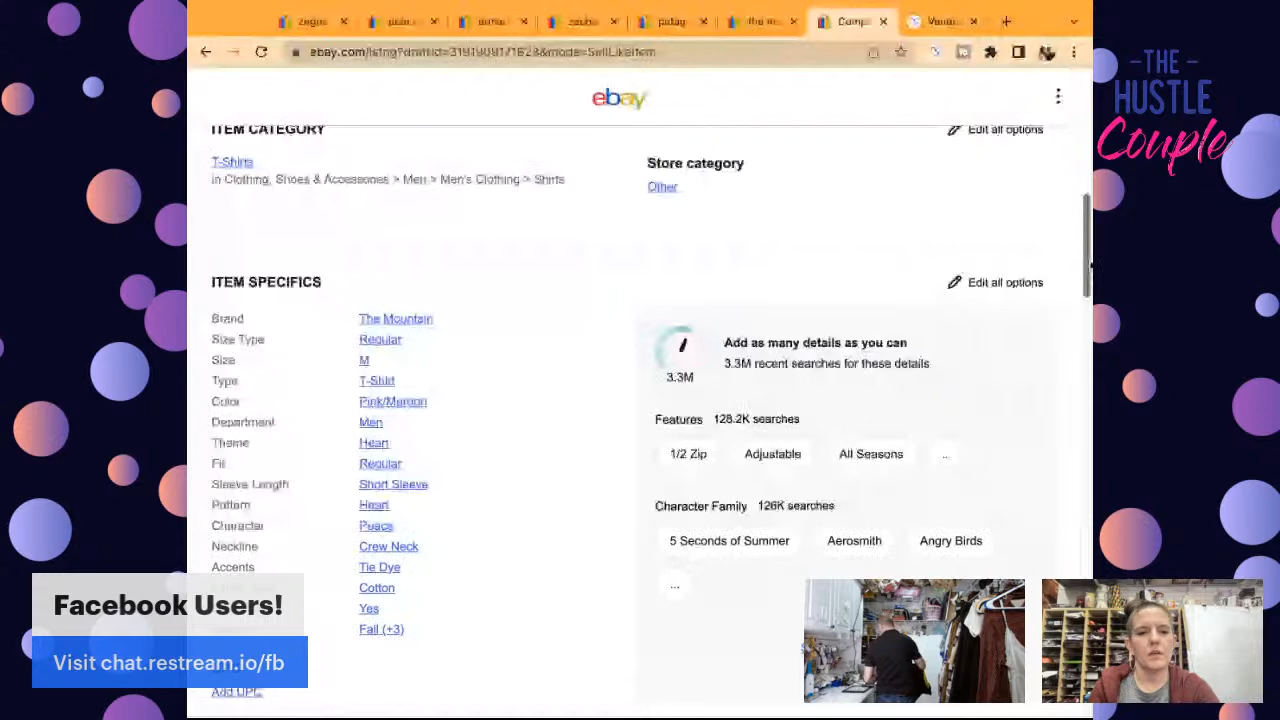 ebay.com
-THE-
HUSTLE
Couple
ebay
ITEM CATEGORY
Edit all options
T-Shirts
in Clothing, Shoes & Accessories > Men > Men's Clothing > Shirts
Store category
Other
ITEM SPECIFICS
Edit all options
Brand The Mountain
Size Type Regular
Size M
Type T-Shirt
Color Pink/Maroon
Department Men
Theme Heart
Fit Regular
Sleeve Length Short Sleeve
Pattern Heart
Character Peace
Neckline Crew Neck
Accents Tie Dye
Cotton
Yes
Fall (+3)
Add UPC
Add as many details as you can
3.3M recent searches for these details
3.3M
Features 128.2K searches
1/2 Zip Adjustable All Seasons ..
Character Family 126K searches
5 Seconds of Summer Aerosmith Angry Birds
...
Facebook Users!
Visit chat.restream.io/fb